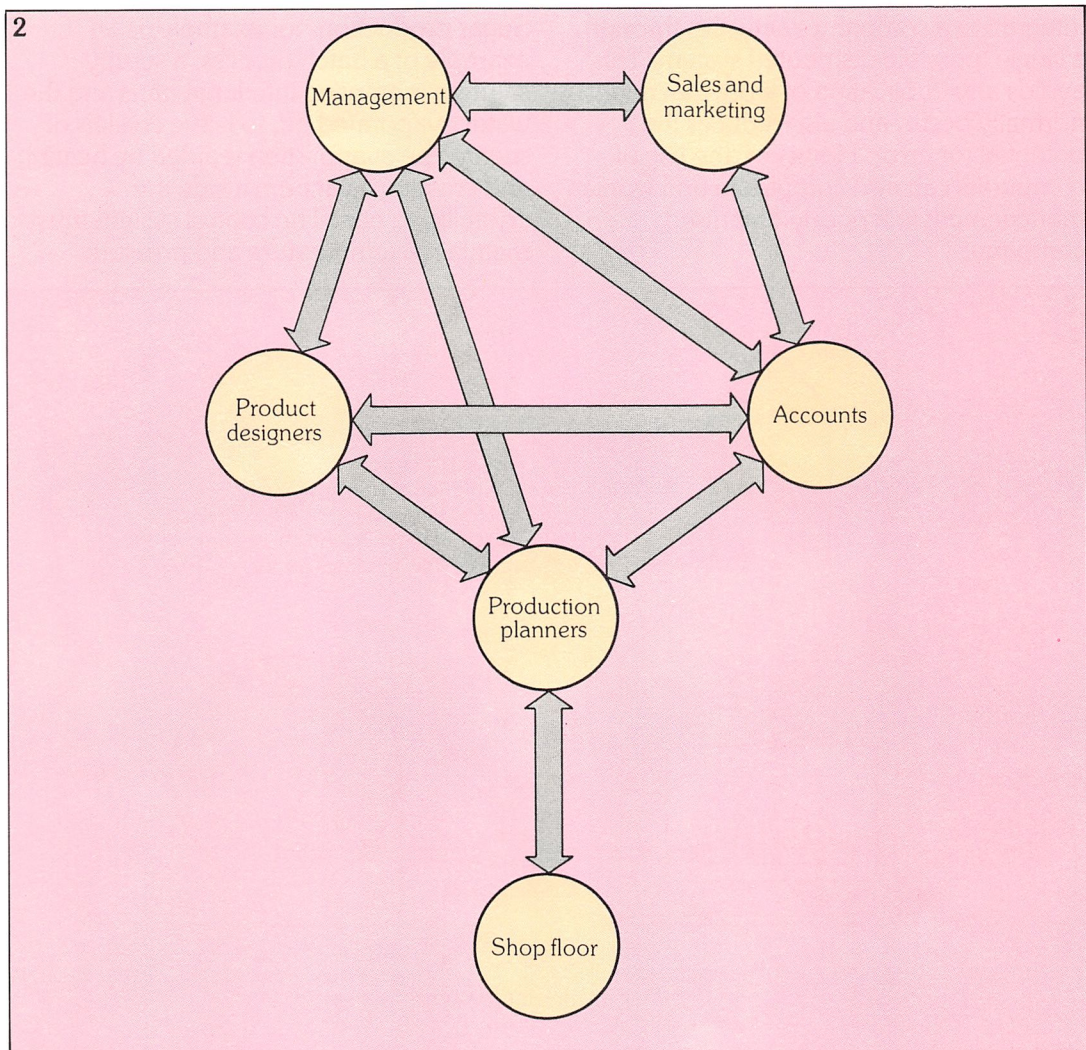 2
Management
Sales and
marketing
Product
designers
Accounts
Production
planners
Shop floor